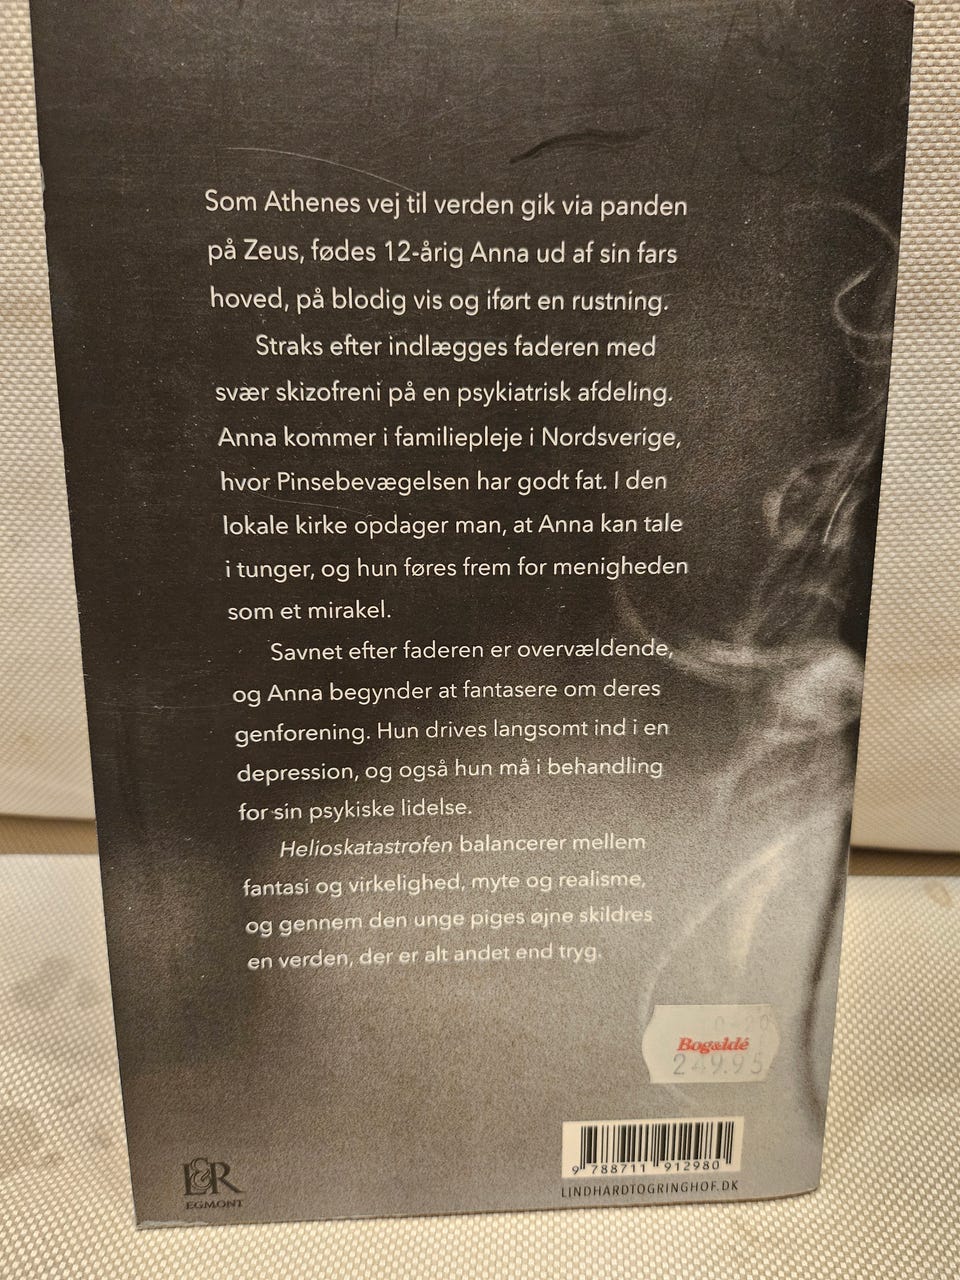 Som Athenes vej til verden gik via panden
på Zeus, fødes 12-årig Anna ud af sin fars
hoved, på blodig vis og iført en rustning.
Straks efter indlægges faderen med
svær skizofreni på en psykiatrisk afdeling.
Anna kommer i familiepleje i Nordsverige,
hvor Pinsebevægelsen har godt fat. I den
lokale kirke opdager man, at Anna kan tale
i tunger, og hun føres frem for menigheden
som et mirakel.
Savnet efter faderen er overvældende,
og Anna begynder at fantasere om deres
genforening. Hun drives langsomt ind i en
depression, og også hun må i behandling
for sin psykiske lidelse.
Helioskatastrofen balancerer mellem
fantasi og virkelighed, myte og realisme,
og gennem den unge piges øjne skildres
en verden, der er alt andet end tryg.
Bog&Idé
249.95
9 788711 912980
LINDHARDTOGRINGHOF.DK
L&R
EGMONT